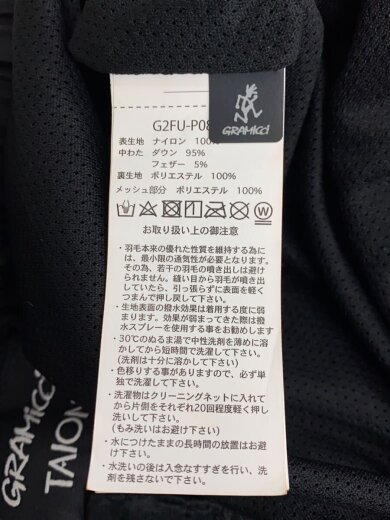 GRAMICCI
G2FU-P08
表生地 ナイロン 100%
中わた ダウン 95%
フェザー 5%
裏生地 ポリエステル 100%
メッシュ部分 ポリエステル 100%
お取り扱い上の御注意
・羽毛本来の優れた性質を維持する為に
は、最小限の通気性が必要となります。
その為、若干の羽毛の噴き出しは避け
られません。縫い目から羽毛が噴き出
していたら、引っ張らずに表面を軽く
つまんで押し戻して下さい。
・生地表面の撥水効果は着用する度に弱
まります。効果が弱まってきた際は撥
水スプレーを使用する事をお勧めします
・30℃のぬるま湯で中性洗剤を薄めに溶
かしてから短時間で洗濯して下さい。
(洗剤は十分に溶かして下さい)
・色移りする事がありますので、必ず単
独で洗濯して下さい。
・洗濯物はクリーニングネットに入れて
から片側をそれぞれ20回程度軽く押し
洗いして下さい。
(もみ洗いはお避け下さい)
・水につけたままの長時間の放置はお避
け下さい。
・水洗いの後は入念なすすぎを行い、洗
剤を残さないで下さい。
GRAMICCI
TAION